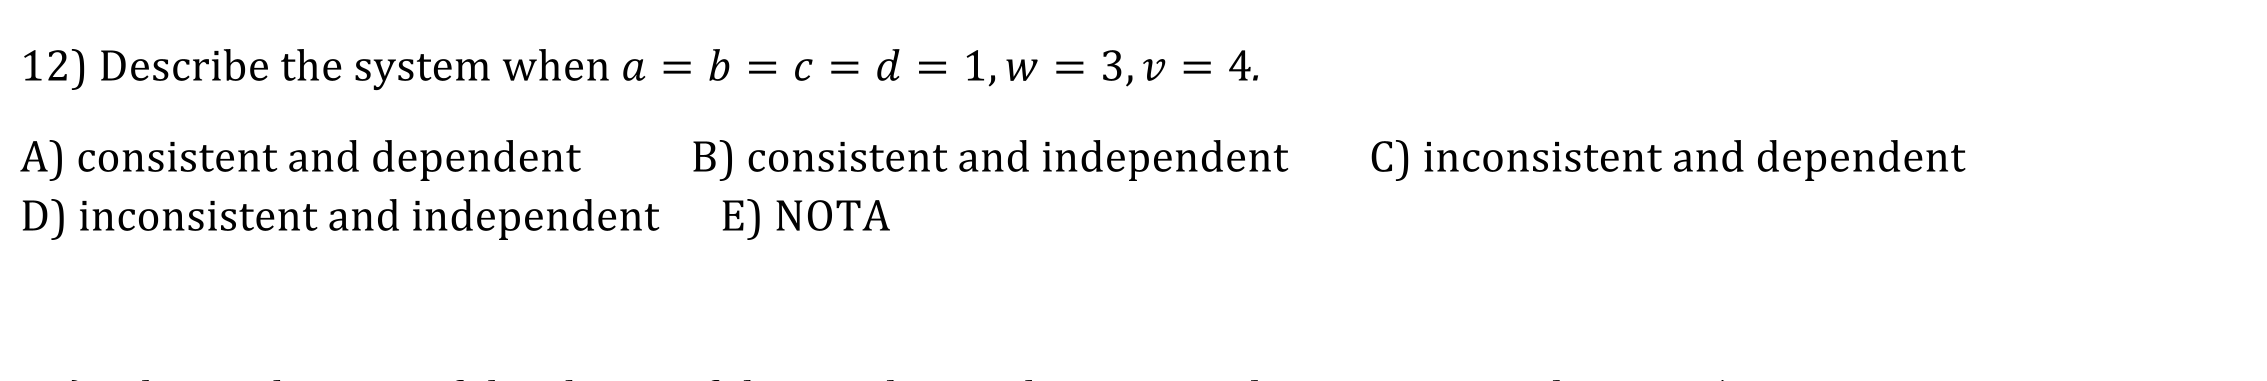 12) Describe the system when a = b = c = d = 1, w = 3, v = 4.
A) consistent and dependent B) consistent and independent C) inconsistent and dependent
D) inconsistent and independent E) NOTA